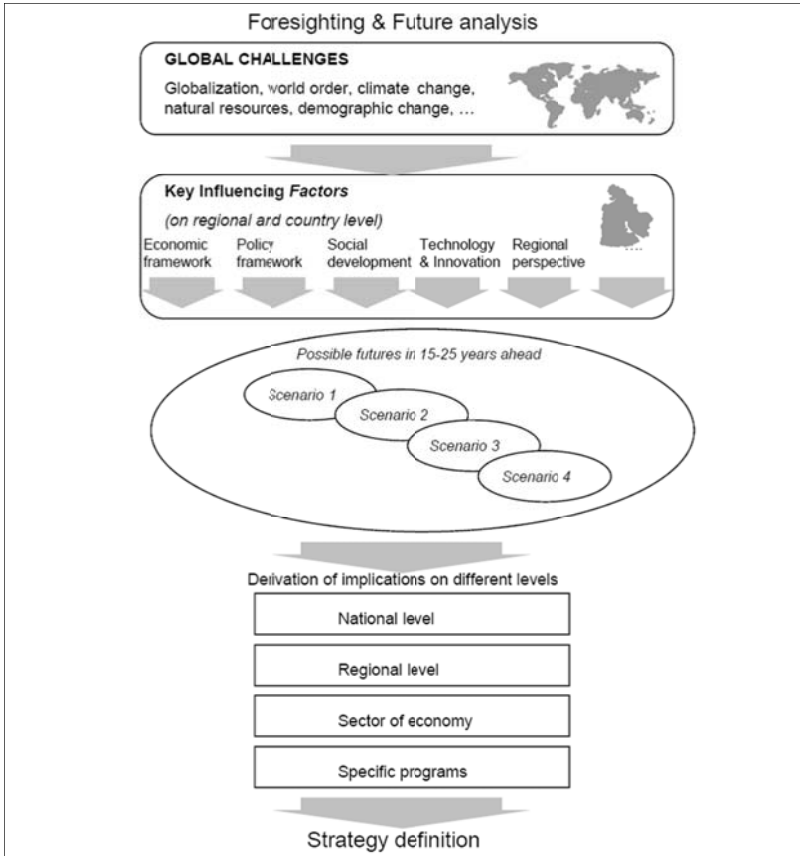 Foresighting & Future analysis
GLOBAL CHALLENGES
Globalization, world order, climate change,
natural resources, demographic change, ...
Key Influencing Factors
(on regional and country level)
Economic framework
Policy framework
Social development
Technology & Innovation
Regional perspective
....
Possible futures in 15-25 years ahead
Scenario 1
Scenario 2
Scenario 3
Scenario 4
Derivation of implications on different levels
National level
Regional level
Sector of economy
Specific programs
Strategy definition